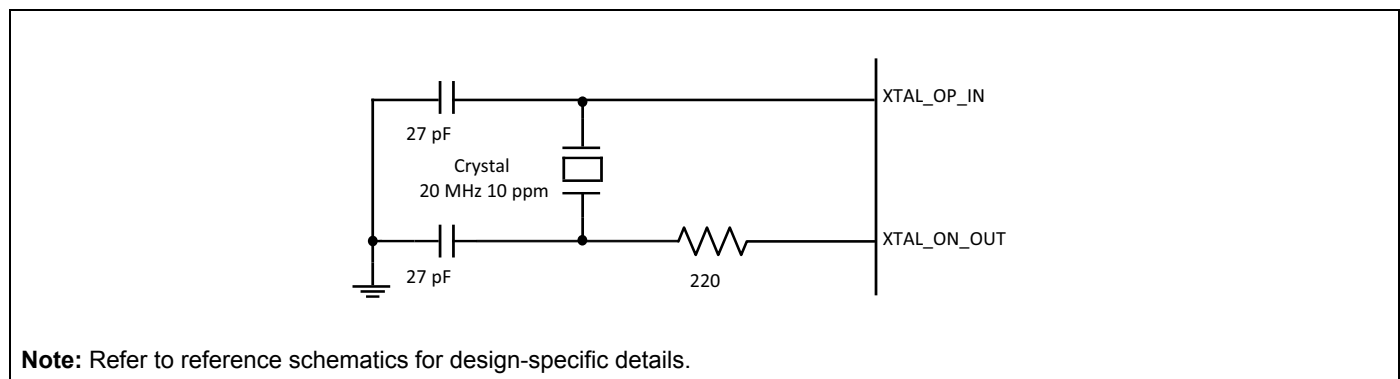 XTAL_OP_IN
27 pF
Crystal
20 MHz 10 ppm
XTAL_ON_OUT
27 pF
220
Note: Refer to reference schematics for design-specific details.